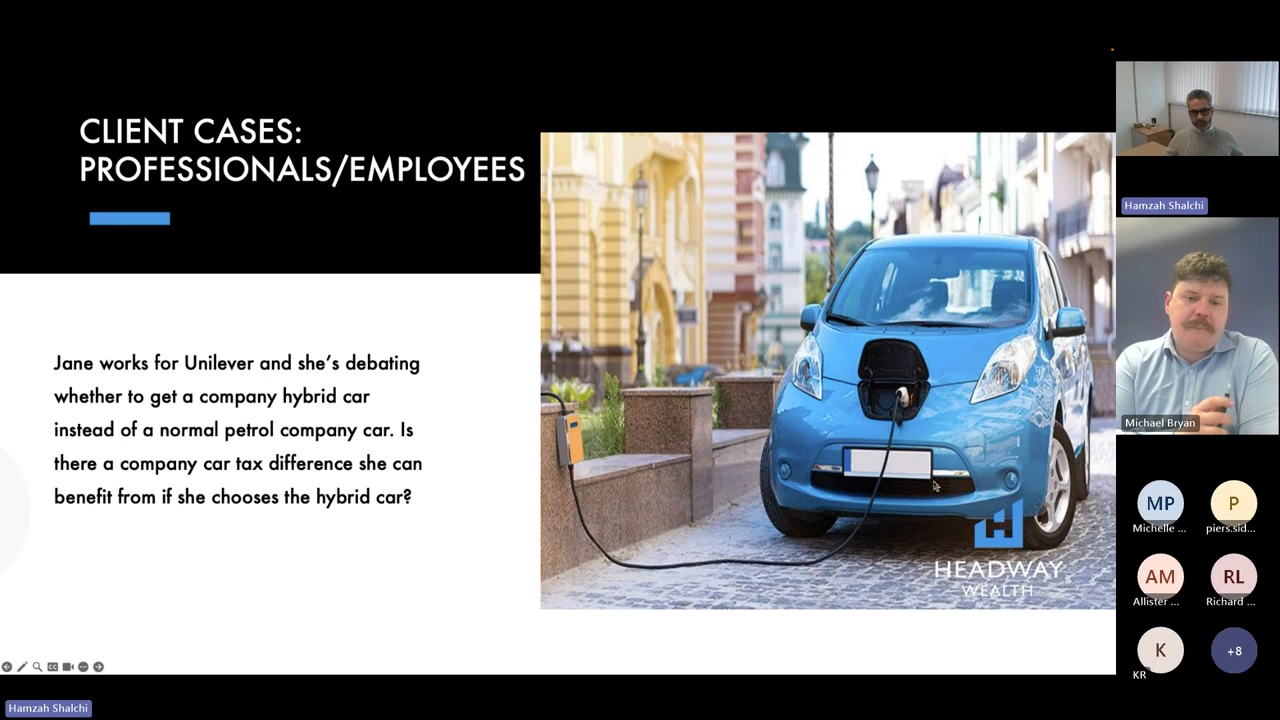 CLIENT CASES:
PROFESSIONALS/EMPLOYEES
Jane works for Unilever and she’s debating
whether to get a company hybrid car
instead of a normal petrol company car. Is
there a company car tax difference she can
benefit from if she chooses the hybrid car?
HEADWAY
WEALTH
Hamzah Shalchi
Michael Bryan
MP
Michelle ...
P
piers.sid...
AM
Allister ...
RL
Richard ...
K
KR
+8
Hamzah Shalchi